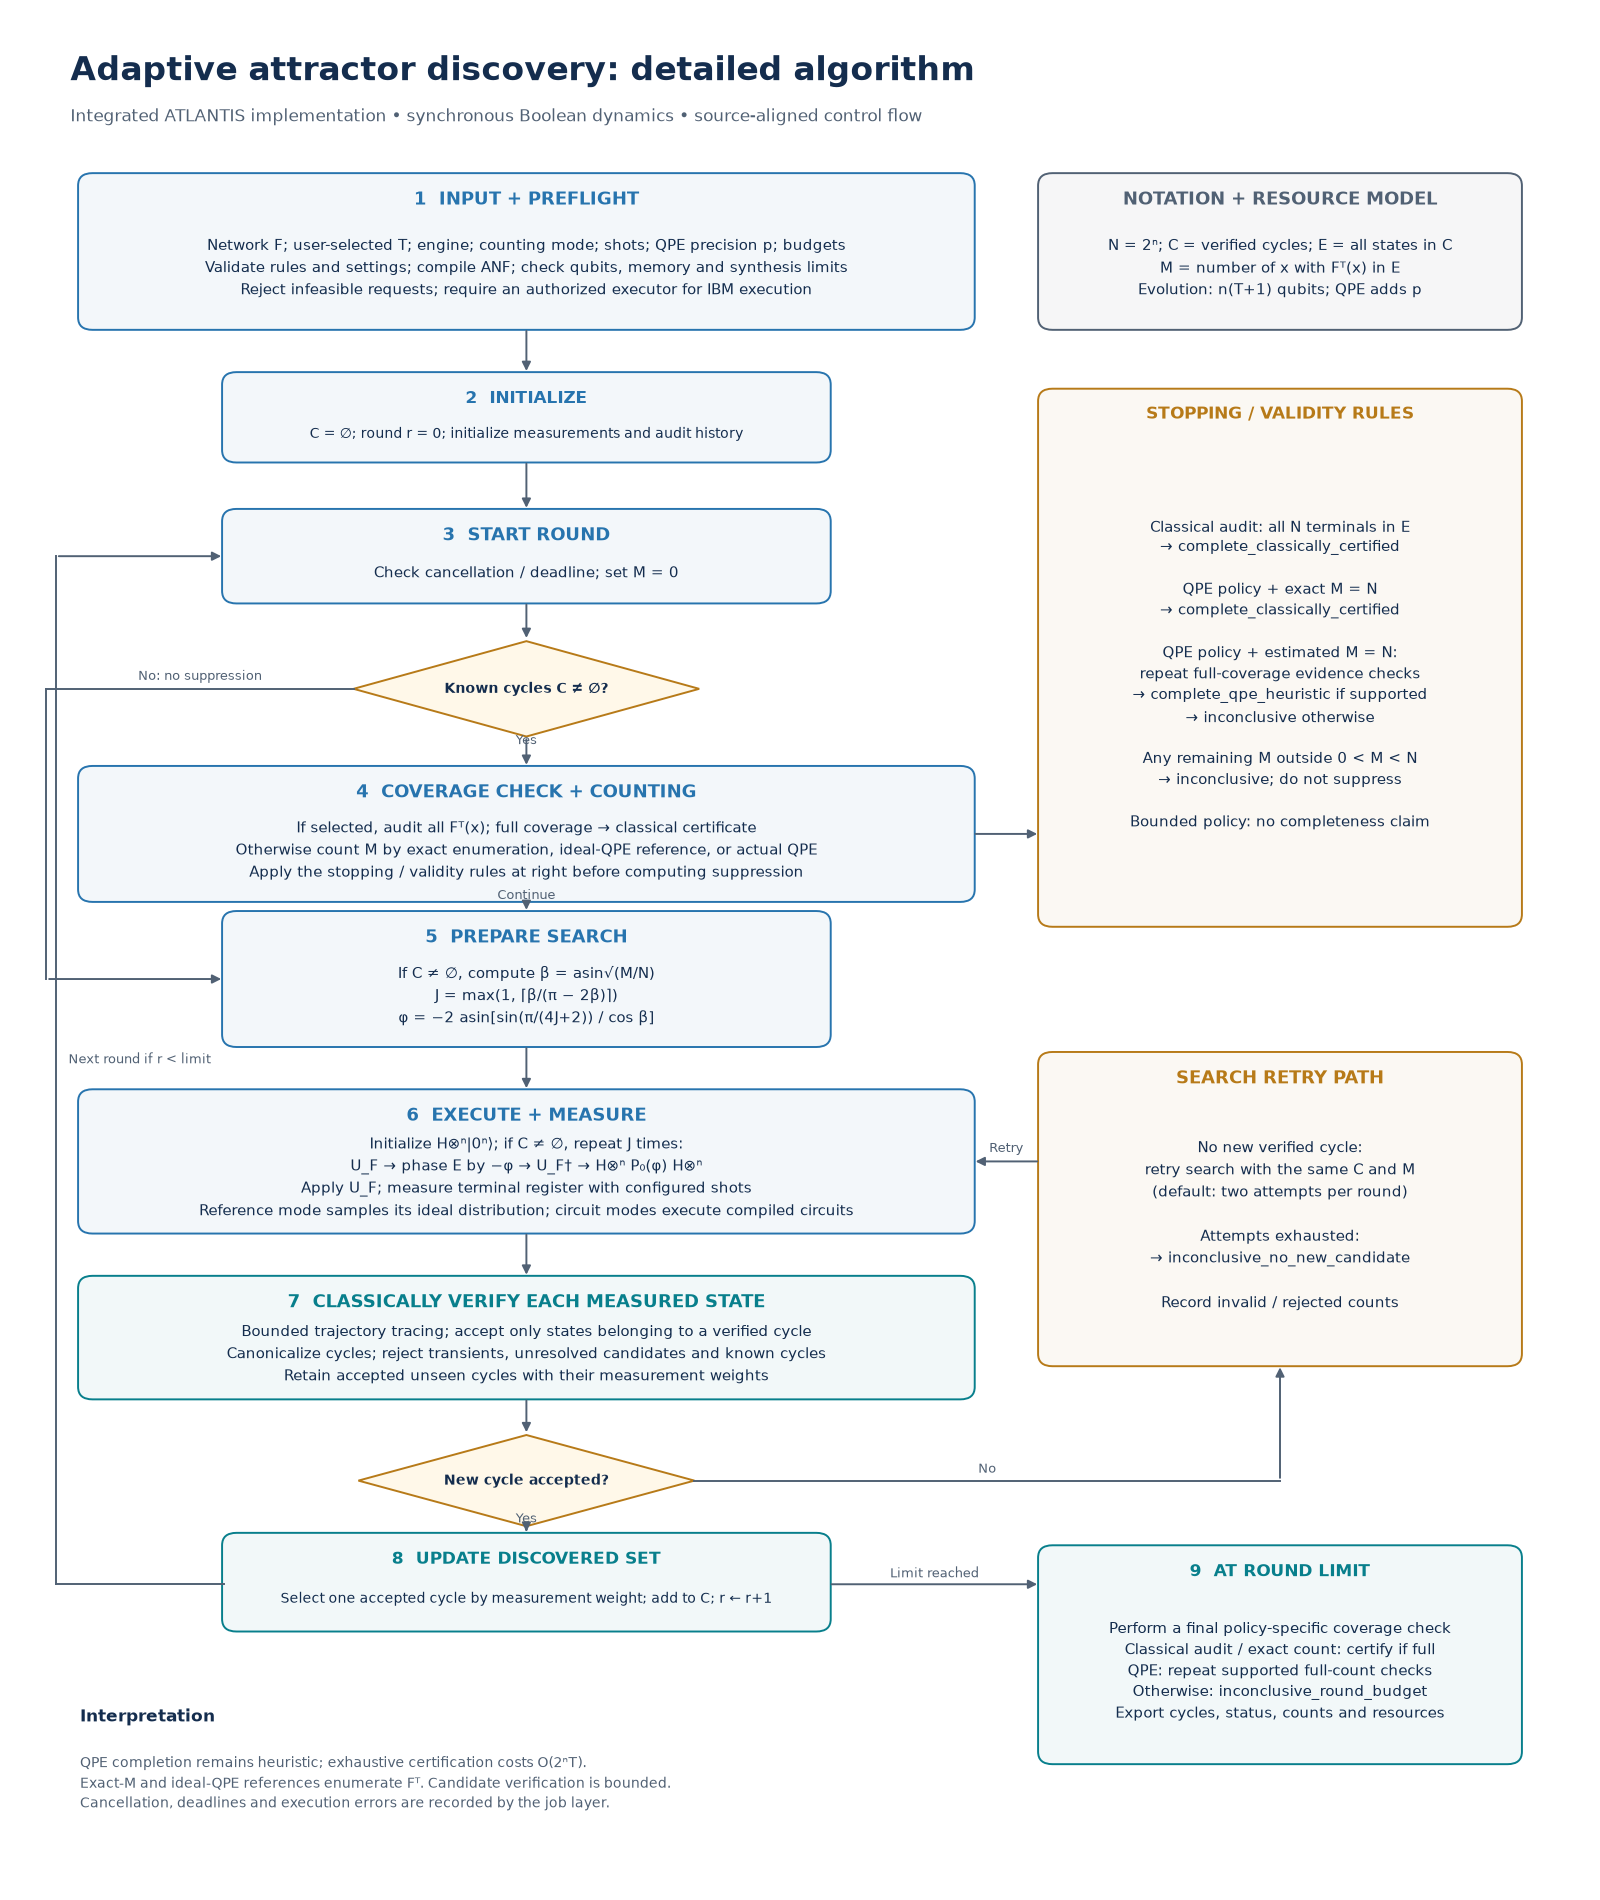 Adaptive attractor discovery: detailed algorithm
Integrated ATLANTIS implementation • synchronous Boolean dynamics • source-aligned control flow
1 INPUT + PREFLIGHT
Network F; user-selected T; engine; counting mode; shots; QPE precision p; budgets
Validate rules and settings; compile ANF; check qubits, memory and synthesis limits
Reject infeasible requests; require an authorized executor for IBM execution
NOTATION + RESOURCE MODEL
N = 2ⁿ; C = verified cycles; E = all states in C
M = number of x with Fᵀ(x) in E
Evolution: n(T+1) qubits; QPE adds p
2 INITIALIZE
C = ∅; round r = 0; initialize measurements and audit history
3 START ROUND
Check cancellation / deadline; set M = 0
Known cycles C ≠ ∅?
No: no suppression
Yes
4 COVERAGE CHECK + COUNTING
If selected, audit all Fᵀ(x); full coverage → classical certificate
Otherwise count M by exact enumeration, ideal-QPE reference, or actual QPE
Apply the stopping / validity rules at right before computing suppression
Continue
STOPPING / VALIDITY RULES
Classical audit: all N terminals in E
→ complete_classically_certified
QPE policy + exact M = N
→ complete_classically_certified
QPE policy + estimated M = N:
repeat full-coverage evidence checks
→ complete_qpe_heuristic if supported
→ inconclusive otherwise
Any remaining M outside 0 < M < N
→ inconclusive; do not suppress
Bounded policy: no completeness claim
5 PREPARE SEARCH
If C ≠ ∅, compute β = asin√(M/N)
J = max(1, ⌈β/(π − 2β)⌉)
φ = −2 asin[sin(π/(4J+2)) / cos β]
Next round if r < limit
6 EXECUTE + MEASURE
Initialize H⊗ⁿ|0ⁿ⟩; if C ≠ ∅, repeat J times:
U_F → phase E by −φ → U_F† → H⊗ⁿ P₀(φ) H⊗ⁿ
Apply U_F; measure terminal register with configured shots
Reference mode samples its ideal distribution; circuit modes execute compiled circuits
Retry
SEARCH RETRY PATH
No new verified cycle:
retry search with the same C and M
(default: two attempts per round)
Attempts exhausted:
→ inconclusive_no_new_candidate
Record invalid / rejected counts
7 CLASSICALLY VERIFY EACH MEASURED STATE
Bounded trajectory tracing; accept only states belonging to a verified cycle
Canonicalize cycles; reject transients, unresolved candidates and known cycles
Retain accepted unseen cycles with their measurement weights
New cycle accepted?
No
Yes
8 UPDATE DISCOVERED SET
Select one accepted cycle by measurement weight; add to C; r ← r+1
Limit reached
9 AT ROUND LIMIT
Perform a final policy-specific coverage check
Classical audit / exact count: certify if full
QPE: repeat supported full-count checks
Otherwise: inconclusive_round_budget
Export cycles, status, counts and resources
Interpretation
QPE completion remains heuristic; exhaustive certification costs O(2ⁿT).
Exact-M and ideal-QPE references enumerate Fᵀ. Candidate verification is bounded.
Cancellation, deadlines and execution errors are recorded by the job layer.